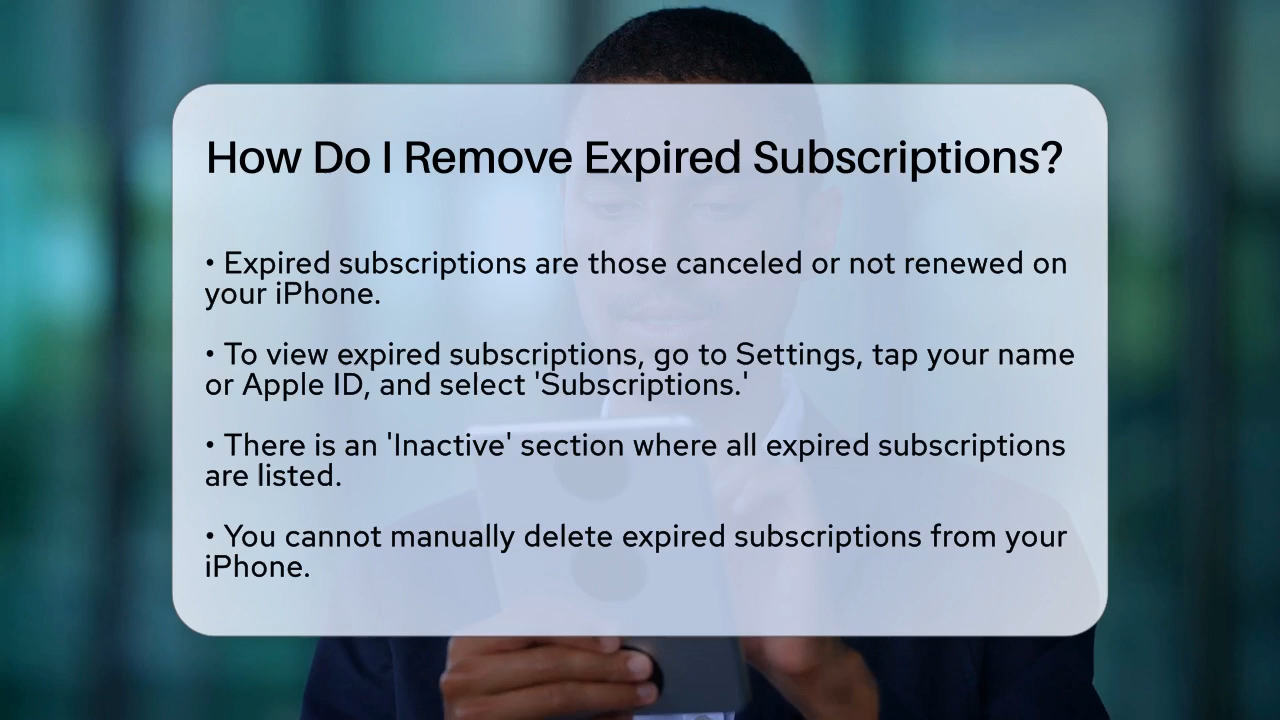 How Do I Remove Expired Subscriptions?
• Expired subscriptions are those canceled or not renewed on
your iPhone.
• To view expired subscriptions, go to Settings, tap your name
or Apple ID, and select 'Subscriptions.'
• There is an 'Inactive' section where all expired subscriptions
are listed.
• You cannot manually delete expired subscriptions from your
iPhone.